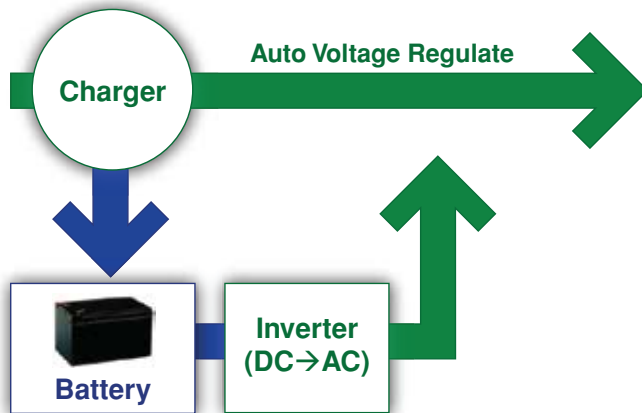 Auto Voltage Regulate
Charger
Battery
Inverter
(DC→AC)